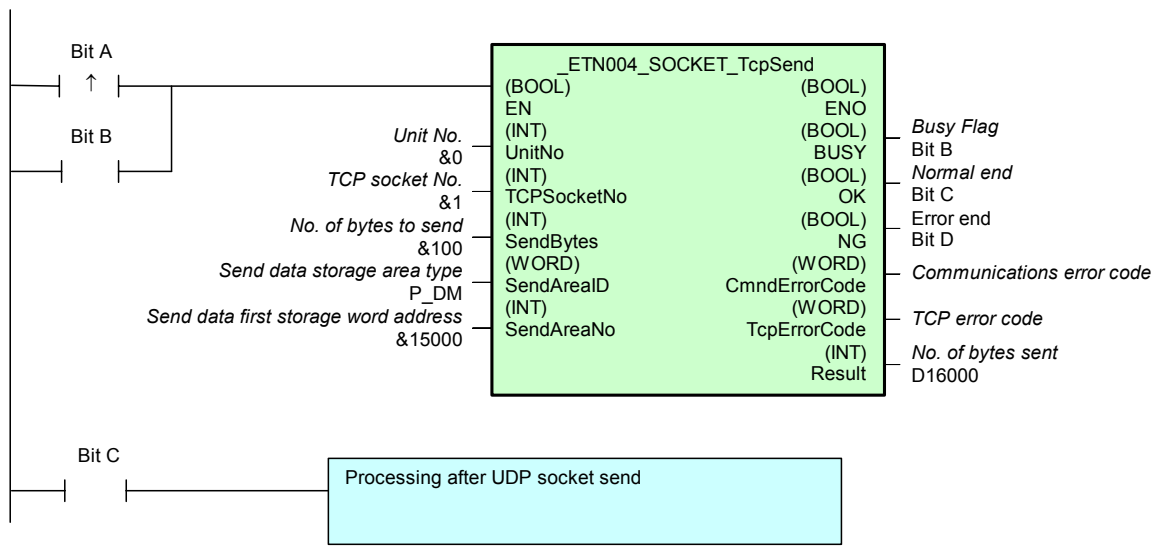 Bit A
↑
Bit B
Unit No.
&0
TCP socket No.
&1
No. of bytes to send
&100
Send data storage area type
P_DM
Send data first storage word address
&15000
_ETN004_SOCKET_TcpSend
(BOOL) (BOOL)
EN ENO
(INT) (BOOL)
UnitNo BUSY
(INT) (BOOL)
TCPSocketNo OK
(INT) (BOOL)
SendBytes NG
(WORD) (WORD)
SendAreaID CmndErrorCode
(INT) (WORD)
SendAreaNo TcpErrorCode
(INT)
Result
Busy Flag
Bit B
Normal end
Bit C
Error end
Bit D
Communications error code
TCP error code
No. of bytes sent
D16000
Bit C
Processing after UDP socket send